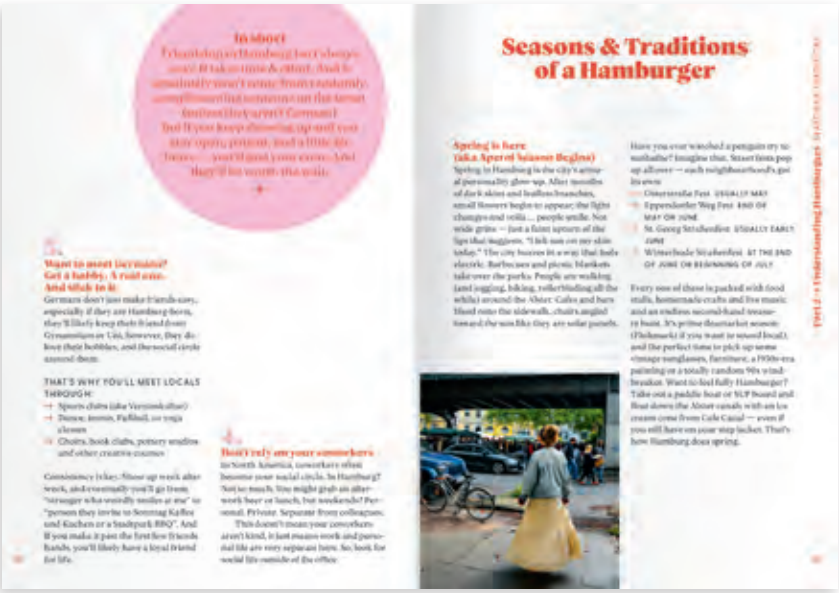 In short
Friendship in Hamburg isn't always
easy. It takes time & effort. And it
absolutely won't come from randomly
complimenting someone on the street
(unless they aren't German)
but if you keep showing up and you
stay open, patient, and a little bit
you'll find your ones. And
they'll be worth the wait.
Want to meet Germans?
Get a hobby. A real one.
And stick to it
Germans don't just make friends easy,
especially if they are Hamburg-born,
they'll likely keep their friend from
Gymnasium or Uni, however, they do
love their hobbies, and the social circle
around them.
THAT'S WHY YOU'LL MEET LOCALS
THROUGH:
→ Sports clubs (aka Vereinskultur)
→ Dance, tennis, Fußball, or yoga
classes
→ Choirs, book clubs, pottery studios
and other creative courses
Consistency is key. Show up week after
week, and eventually you'll go from
"stranger who weirdly smiles at me" to
"person they invite to Sonntag Kaffee
und Kuchen or a Stadtpark BBQ". And
if you make it past the first few friends
hands, you'll likely have a loyal friend
for life.
Don't rely on your coworkers
In North America, coworkers often
become your social circle. In Hamburg?
Not so much. You might grab an after-
work beer or lunch, but weekends? Per-
sonal. Private. Separate from colleagues.
This doesn't mean your coworkers
aren't kind, it just means work and perso-
nal life are very separate here. So, look for
social life outside of the office.
Seasons & Traditions
of a Hamburger
Spring is here
(aka Aperol Season Begins)
Spring in Hamburg is the city's annu-
al personality glow-up. After months
of dark skies and leafless branches,
small flowers begin to appear, the light
changes and voilà ... people smile. Not
wide grins — just a faint upturn of the
lips that suggests, "I felt sun on my skin
today." The city buzzes in a way that feels
electric. Barbecues and picnic blankets
take over the parks. People are walking
(and jogging, biking, rollerblading all the
while) around the Alster. Cafes and bars
bleed onto the sidewalk, chairs angled
toward the sun like they are solar panels.
Have you ever watched a penguin try to
sunbathe? Imagine that. Street fests pop
up all over — each neighbourhood's got
its own:
→ Osterstraße Fest USUALLY MAY
→ Eppendorfer Weg Fest END OF
MAY OR JUNE
→ St. Georg Straßenfest USUALLY EARLY
JUNE
→ Winterhude Straßenfest AT THE END
OF JUNE OR BEGINNING OF JULY
Every one of these is packed with food
stalls, homemade crafts and live music
and an endless second-hand treasu-
re hunt. It's prime fleamarket season
(Flohmarkt if you want to sound local),
and the perfect time to pick up some
vintage sunglasses, furniture, a 1930s-era
painting or a totally random 90s wind-
breaker. Want to feel fully Hamburger?
Take out a paddle boat or SUP board and
float down the Alster canals with an ice
cream come from Cafe Canal — even if
you still have on your step jacket. That's
how Hamburg does spring.
Part 2 → Understanding Hamburgers